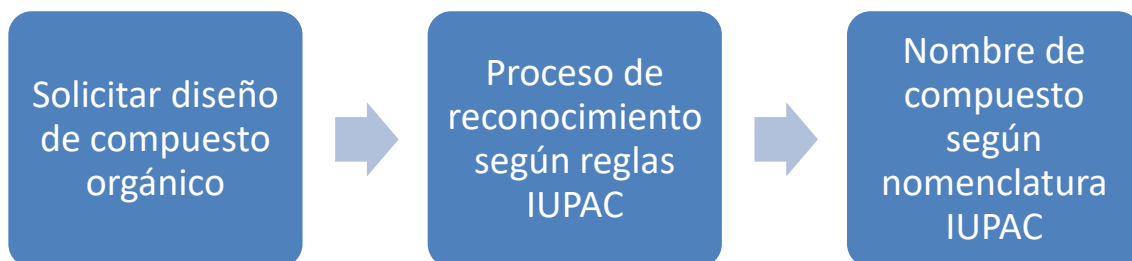 Solicitar diseño
de compuesto
orgánico
Proceso de
reconocimiento
según reglas
IUPAC
Nombre de
compuesto
según
nomenclatura
IUPAC